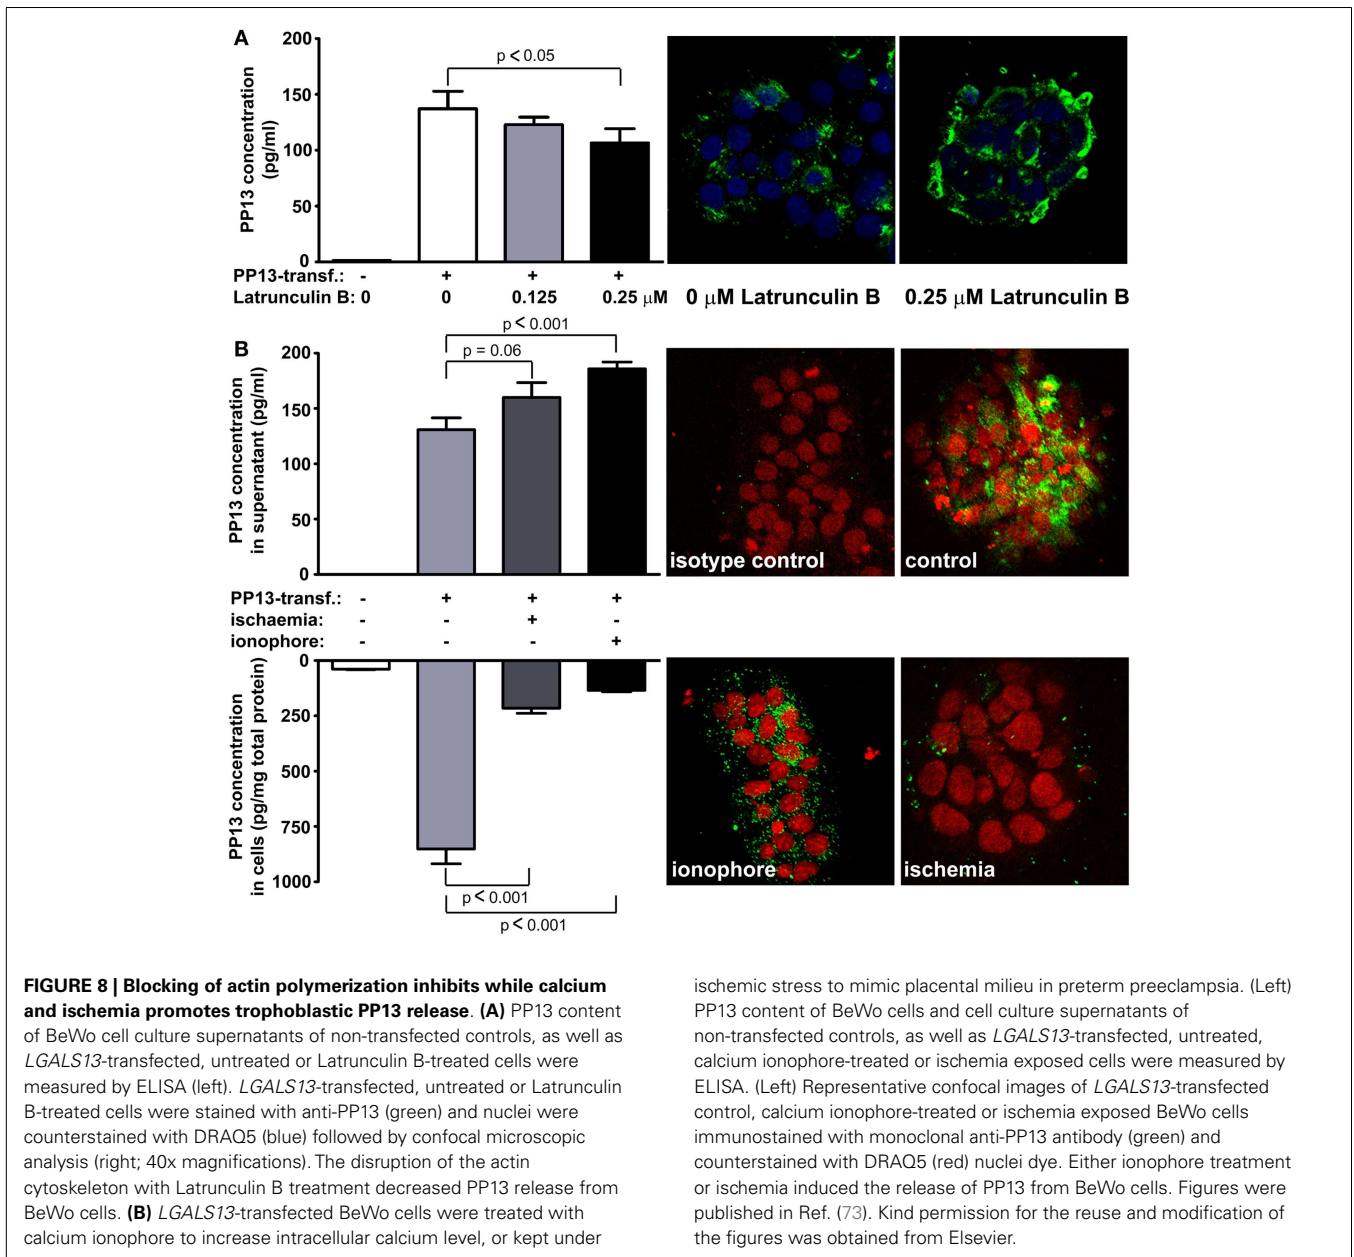 A
200
150
100
50
0
PP13 concentration
(pg/ml)
p < 0.05
PP13-transf.: - + + +
Latrunculin B: 0 0 0.125 0.25 μM
0 μM Latrunculin B
0.25 μM Latrunculin B
B
200
150
100
50
0
PP13 concentration
in supernatant (pg/ml)
p < 0.001
p = 0.06
isotype control
control
PP13-transf.: - + + +
ischaemia: - - + -
ionophore: - - - +
0
250
500
750
1000
PP13 concentration
in cells (pg/mg total protein)
p < 0.001
p < 0.001
ionophore
ischemia
FIGURE 8 | Blocking of actin polymerization inhibits while calcium
and ischemia promotes trophoblastic PP13 release. (A) PP13 content
of BeWo cell culture supernatants of non-transfected controls, as well as
LGALS13-transfected, untreated or Latrunculin B-treated cells were
measured by ELISA (left). LGALS13-transfected, untreated or Latrunculin
B-treated cells were stained with anti-PP13 (green) and nuclei were
counterstained with DRAQ5 (blue) followed by confocal microscopic
analysis (right; 40x magnifications). The disruption of the actin
cytoskeleton with Latrunculin B treatment decreased PP13 release from
BeWo cells. (B) LGALS13-transfected BeWo cells were treated with
calcium ionophore to increase intracellular calcium level, or kept under
ischemic stress to mimic placental milieu in preterm preeclampsia. (Left)
PP13 content of BeWo cells and cell culture supernatants of
non-transfected controls, as well as LGALS13-transfected, untreated,
calcium ionophore-treated or ischemia exposed cells were measured by
ELISA. (Left) Representative confocal images of LGALS13-transfected
control, calcium ionophore-treated or ischemia exposed BeWo cells
immunostained with monoclonal anti-PP13 antibody (green) and
counterstained with DRAQ5 (red) nuclei dye. Either ionophore treatment
or ischemia induced the release of PP13 from BeWo cells. Figures were
published in Ref. (73). Kind permission for the reuse and modification of
the figures was obtained from Elsevier.